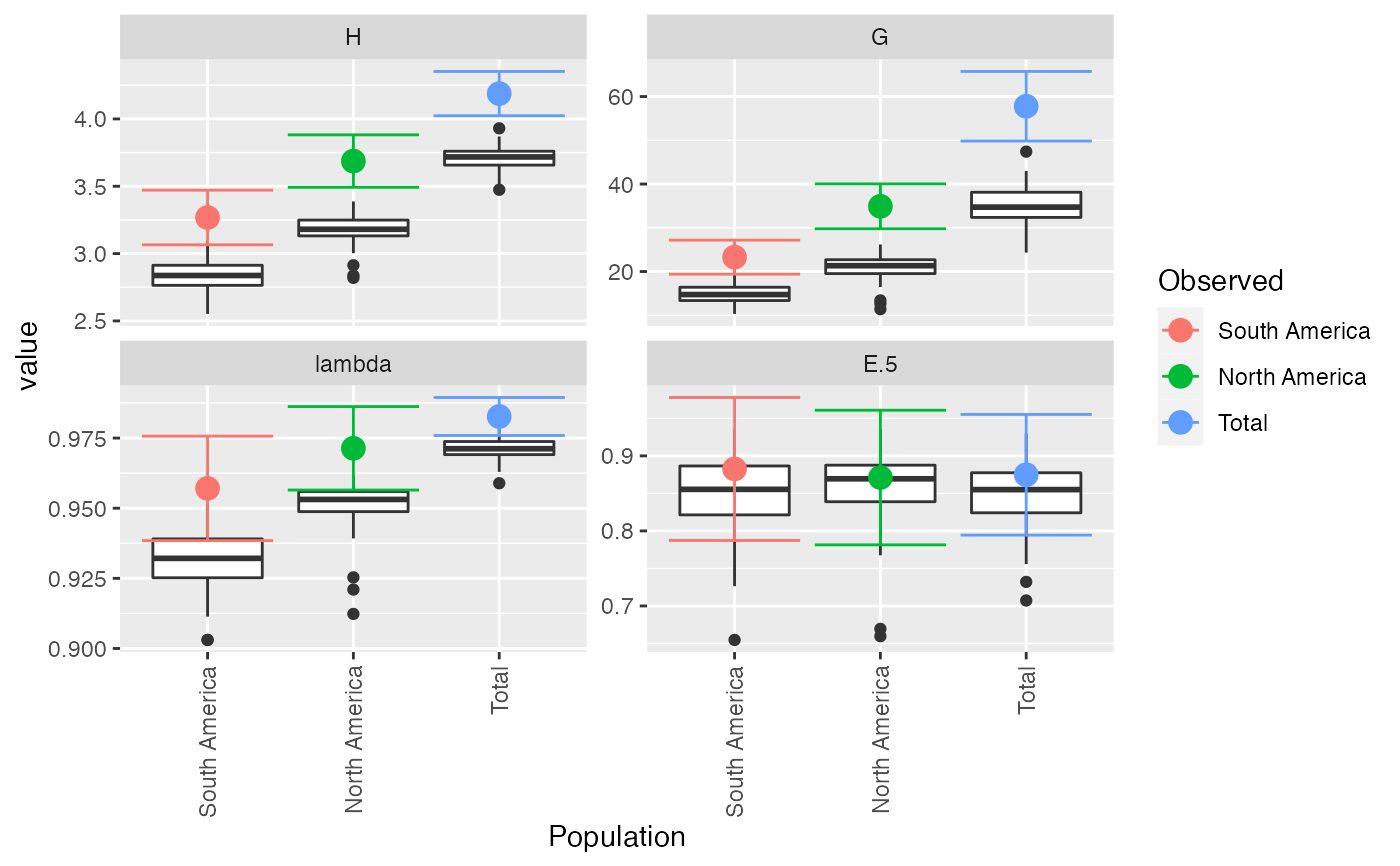 H
G
4.0
3.5
3.0
2.5
60
40
20
value
lambda
E.5
0.975
0.950
0.925
0.900
0.9
0.8
0.7
South America
North America
Total
South America
North America
Total
Population
Observed
South America
North America
Total